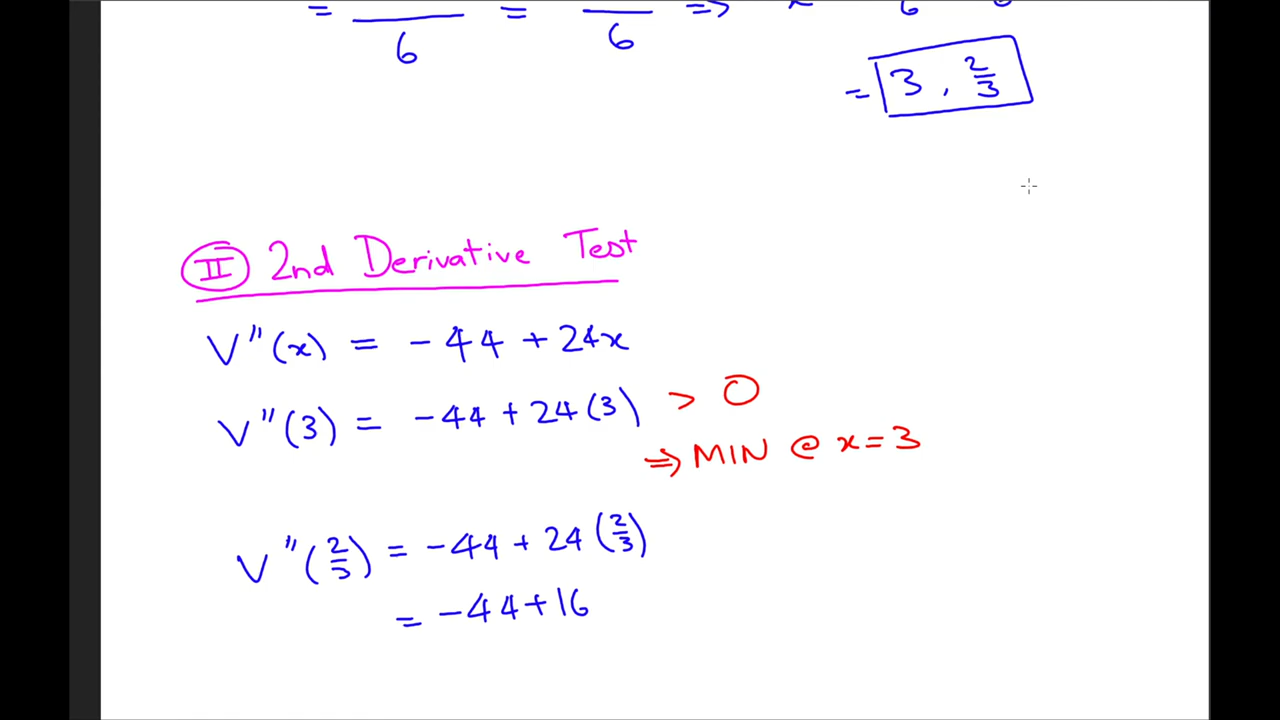 = 6 = 6 ⇒ x 6
= 3 , 2/3
II 2nd Derivative Test
V"(x) = -44 + 24x
V"(3) = -44 + 24(3) > 0
⇒ MIN @ x = 3
V"(2/3) = -44 + 24(2/3)
= -44 + 16